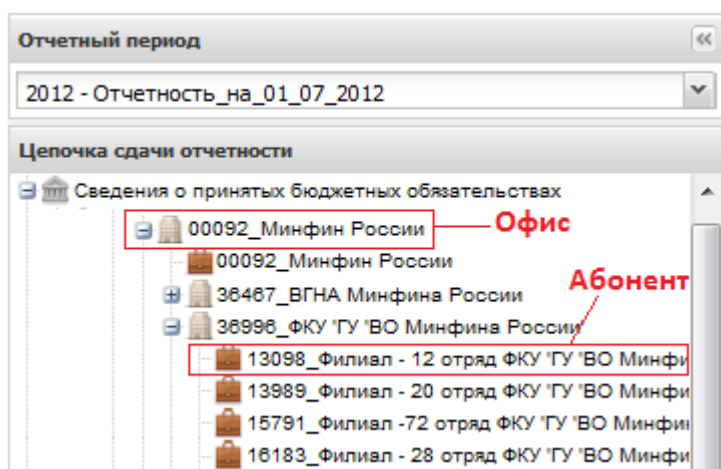 Отчетный период
2012 - Отчетность_на_01_07_2012
Цепочка сдачи отчетности
Сведения о принятых бюджетных обязательствах
00092_Минфин России Офис
00092_Минфин России
Абонент
36467_ВГНА Минфина России
36996_ФКУ "ГУ "ВО Минфина России"
13098_Филиал - 12 отряд ФКУ "ГУ "ВО Минфи
13989_Филиал - 20 отряд ФКУ "ГУ "ВО Минфи
15791_Филиал -72 отряд ФКУ "ГУ "ВО Минфин
16183_Филиал - 28 отряд ФКУ "ГУ "ВО Минфи